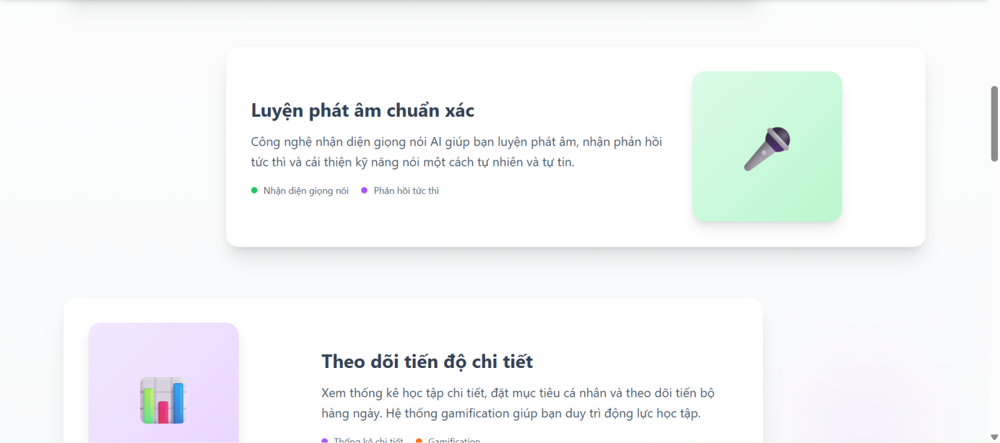 Luyện phát âm chuẩn xác
Công nghệ nhận diện giọng nói AI giúp bạn luyện phát âm, nhận phản hồi
tức thì và cải thiện kỹ năng nói một cách tự nhiên và tự tin.
Nhận diện giọng nói Phản hồi tức thì
Theo dõi tiến độ chi tiết
Xem thống kê học tập chi tiết, đặt mục tiêu cá nhân và theo dõi tiến bộ
hàng ngày. Hệ thống gamification giúp bạn duy trì động lực học tập.
Thống kê chi tiết Gamification